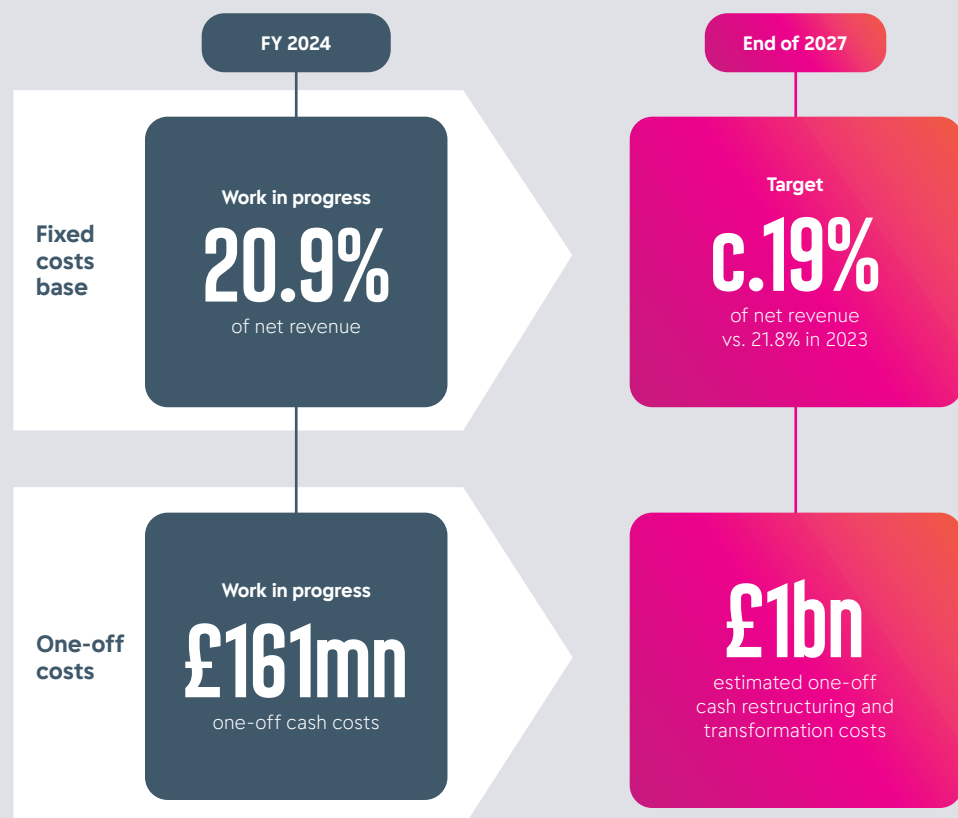 FY 2024
End of 2027
Fixed
costs
base
Work in progress
20.9%
of net revenue
Target
c.19%
of net revenue
vs. 21.8% in 2023
One-off
costs
Work in progress
£161mn
one-off cash costs
£1bn
estimated one-off
cash restructuring and
transformation costs